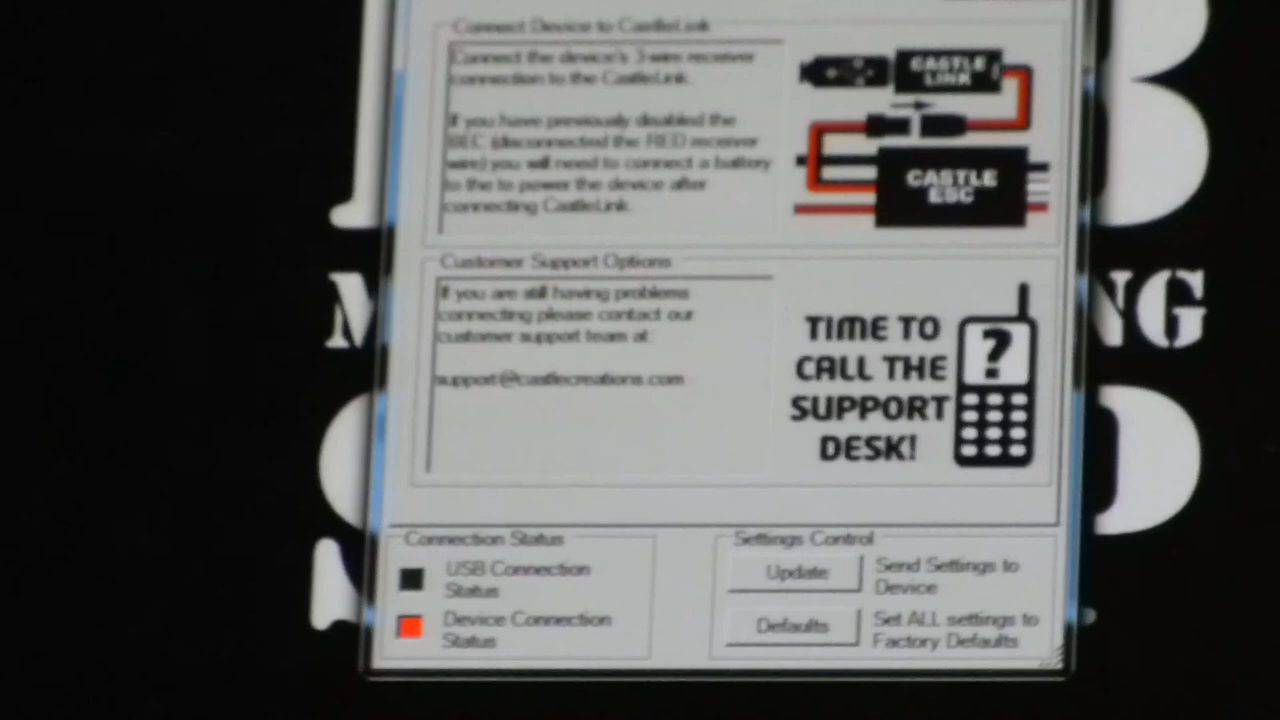 Connect Device to CastleLink
Connect the device's 3-wire receiver
connection to the CastleLink.
If you have previously disabled the
BEC (disconnected the RED receiver
wire) you will need to connect a battery
to the to power the device after
connecting CastleLink.
CASTLE
LINK
CASTLE
ESC
Customer Support Options
If you are still having problems
connecting please contact our
customer support team at:
support@castlecreations.com
TIME TO
CALL THE
SUPPORT
DESK!
?
Connection Status
USB Connection
Status
Device Connection
Status
Settings Control
Update
Send Settings to
Device
Defaults
Set ALL settings to
Factory Defaults